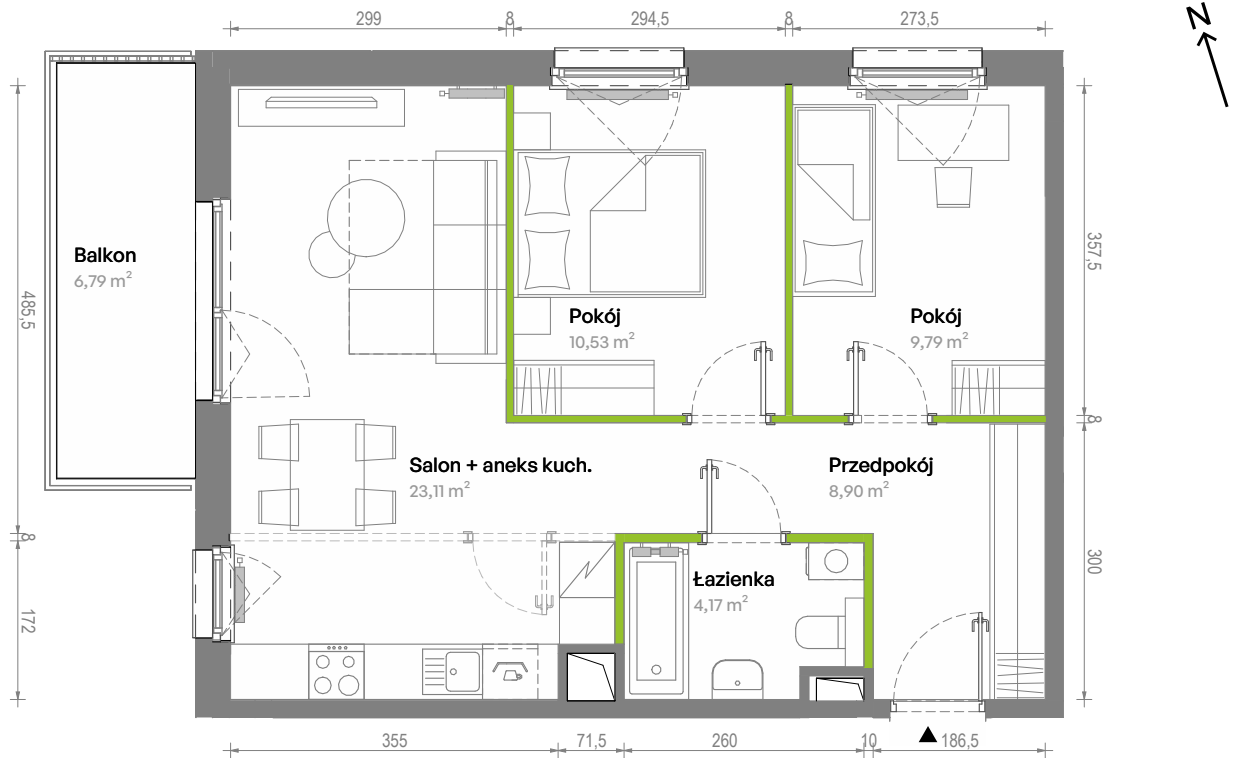 299
8
294,5
8
273,5
N
Balkon
6,79 m²
485,5
357,5
Pokój
10,53 m²
Pokój
9,79 m²
8
Salon + aneks kuch.
23,11 m²
Przedpokój
8,90 m²
8
Łazienka
4,17 m²
300
172
355
71,5
260
10
186,5